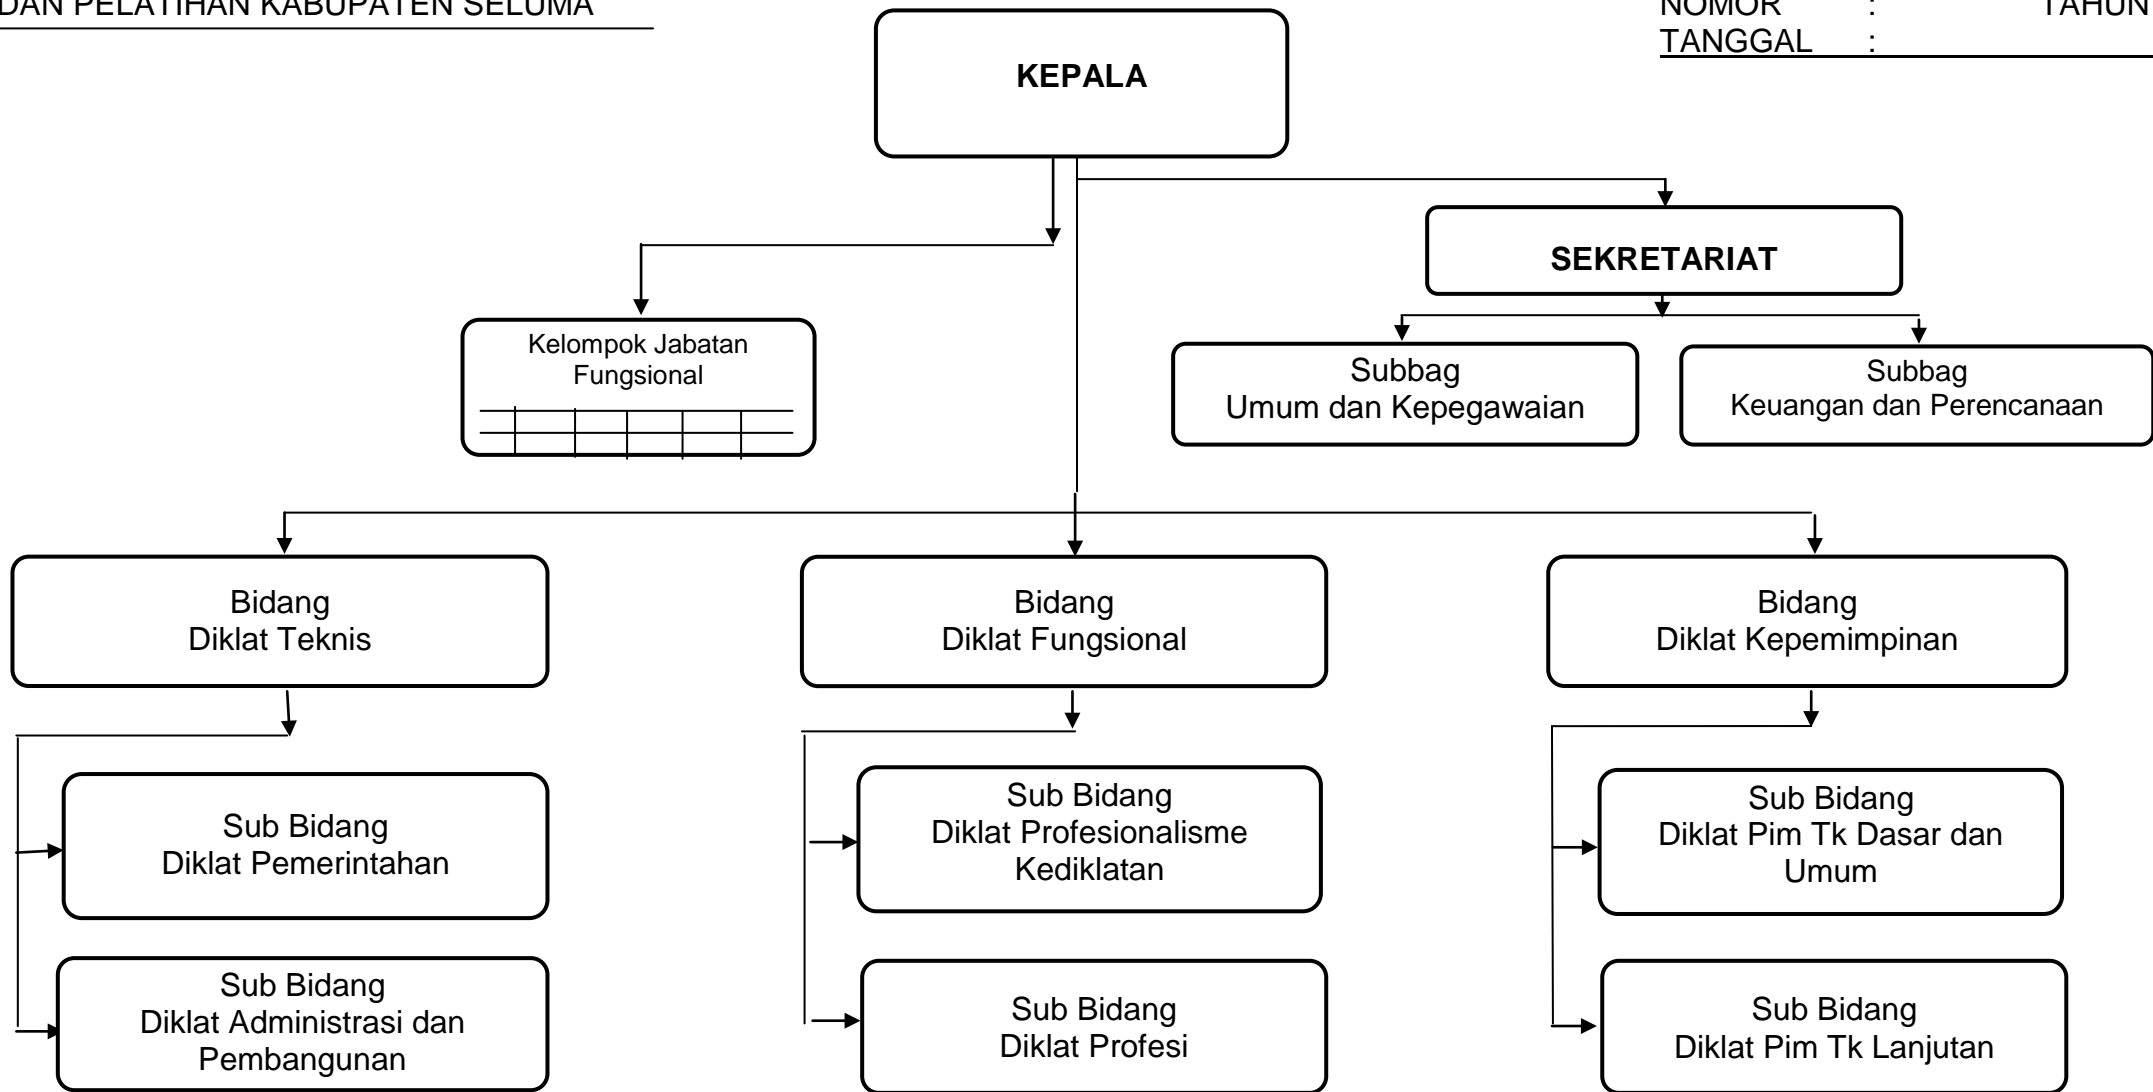 DAN PELATIHAN KABUPATEN SELUMA
NOMOR : TAHUN
TANGGAL :
KEPALA
SEKRETARIAT
Kelompok Jabatan
Fungsional
Subbag
Umum dan Kepegawaian
Subbag
Keuangan dan Perencanaan
Bidang
Diklat Teknis
Bidang
Diklat Fungsional
Bidang
Diklat Kepemimpinan
Sub Bidang
Diklat Pemerintahan
Sub Bidang
Diklat Profesionalisme
Kediklatan
Sub Bidang
Diklat Pim Tk Dasar dan
Umum
Sub Bidang
Diklat Administrasi dan
Pembangunan
Sub Bidang
Diklat Profesi
Sub Bidang
Diklat Pim Tk Lanjutan